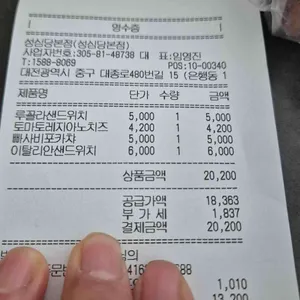 영수증
성심당본점(성심당본점)
사업자번호: 305-81-48738 대 표:임영진
T:1588-8069 POS:10-00340
대전광역시 중구 대종로480번길 15 (은행동 1
제품명 단가 수량 금액
루꼴라샌드위치 5,000 1 5,000
토마토레지아노치즈 4,200 1 4,200
빠사비포카챠 5,000 1 5,000
이탈리안샌드위치 6,000 1 6,000
상품금액 20,200
공급가액 18,363
부 가 세 1,837
결제금액 20,200
1,010